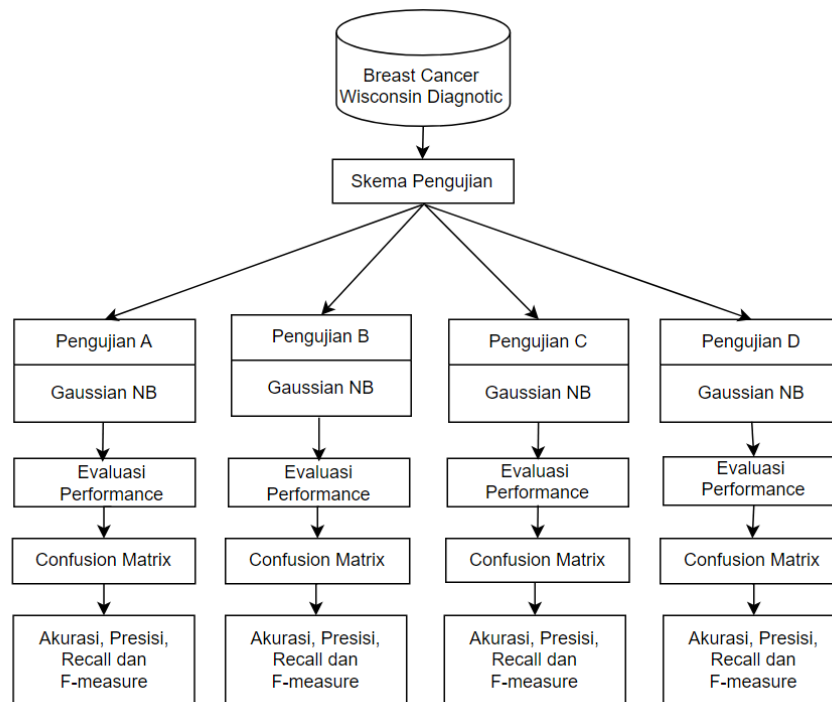 Breast Cancer
Wisconsin Diagnotic
Skema Pengujian
Pengujian A
Gaussian NB
Evaluasi
Performance
Confusion Matrix
Akurasi, Presisi,
Recall dan
F-measure
Pengujian B
Gaussian NB
Evaluasi
Performance
Confusion Matrix
Akurasi, Presisi,
Recall dan
F-measure
Pengujian C
Gaussian NB
Evaluasi
Performance
Confusion Matrix
Akurasi, Presisi,
Recall dan
F-measure
Pengujian D
Gaussian NB
Evaluasi
Performance
Confusion Matrix
Akurasi, Presisi,
Recall dan
F-measure